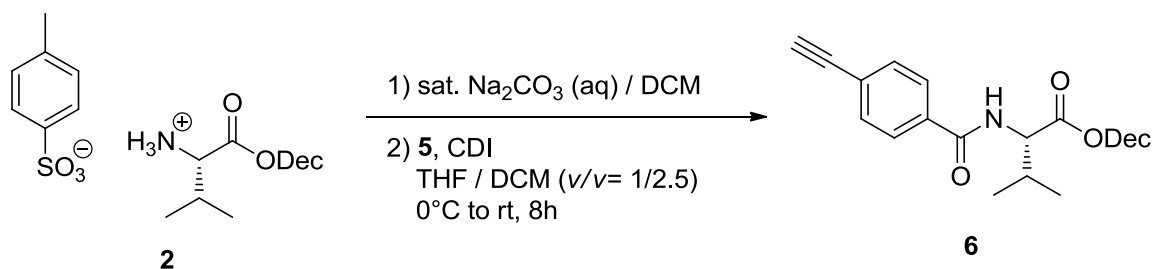 SO₃⊖
H₃N⊕
O
ODec
2
1) sat. Na₂CO₃ (aq) / DCM
2) 5, CDI
THF / DCM (v/v= 1/2.5)
0°C to rt, 8h
H
N
O
O
ODec
6